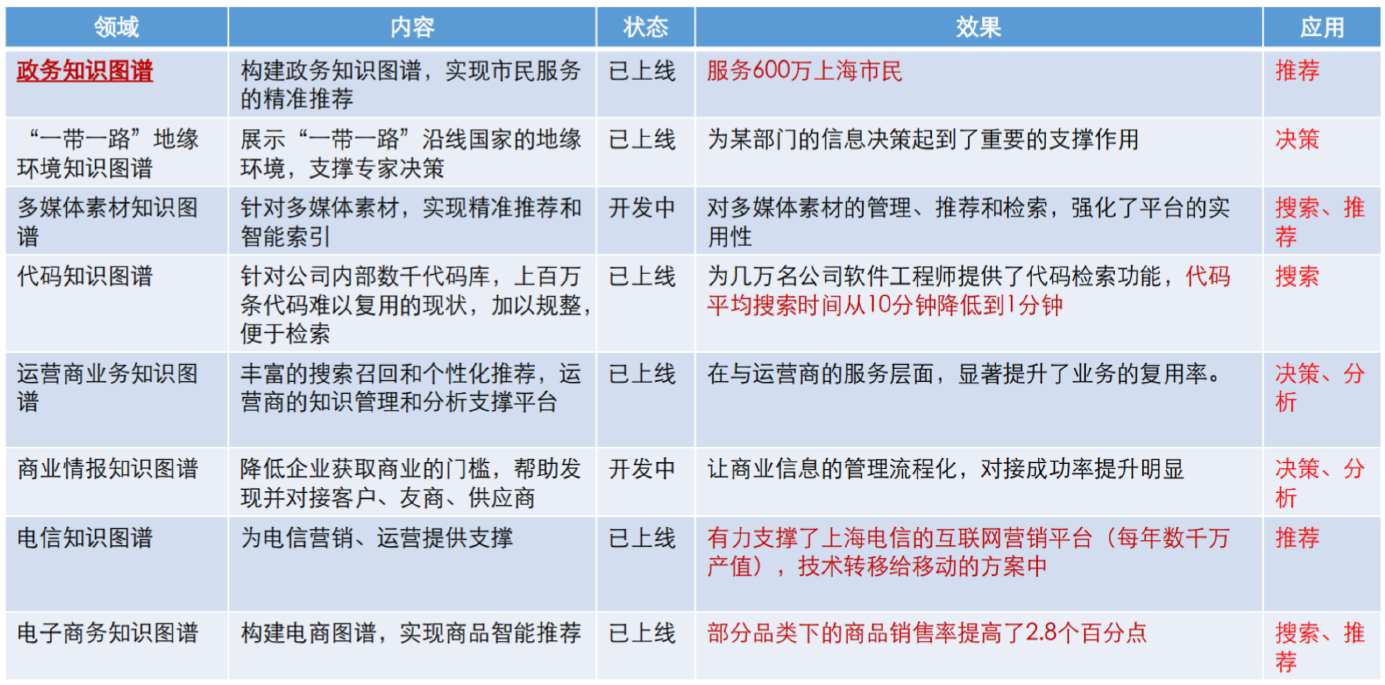 领域 内容 状态 效果 应用
政务知识图谱 构建政务知识图谱，实现市民服务 已上线 服务600万上海市民 推荐
的精准推荐
“一带一路”地缘 展示“一带一路”沿线国家的地缘 已上线 为某部门的信息决策起到了重要的支撑作用 决策
环境知识图谱 环境，支撑专家决策
多媒体素材知识图 针对多媒体素材，实现精准推荐和 开发中 对多媒体素材的管理、推荐和检索，强化了平台的实 搜索、推
谱 智能索引 用性 荐
代码知识图谱 针对公司内部数千代码库，上百万 已上线 为几万名公司软件工程师提供了代码检索功能，代码 搜索
条代码难以复用的现状，加以规整， 平均搜索时间从10分钟降低到1分钟
便于检索
运营商业务知识图 丰富的搜索召回和个性化推荐，运 已上线 在与运营商的服务层面，显著提升了业务的复用率。 决策、分
谱 营商的知识管理和分析支撑平台 析
商业情报知识图谱 降低企业获取商业的门槛，帮助发 开发中 让商业信息的管理流程化，对接成功率提升明显 决策、分
现并对接客户、友商、供应商 析
电信知识图谱 为电信营销、运营提供支撑 已上线 有力支撑了上海电信的互联网营销平台（每年数千万 推荐
产值），技术转移给移动的方案中
电子商务知识图谱 构建电商图谱，实现商品智能推荐 已上线 部分品类下的商品销售率提高了2.8个百分点 搜索、推
荐